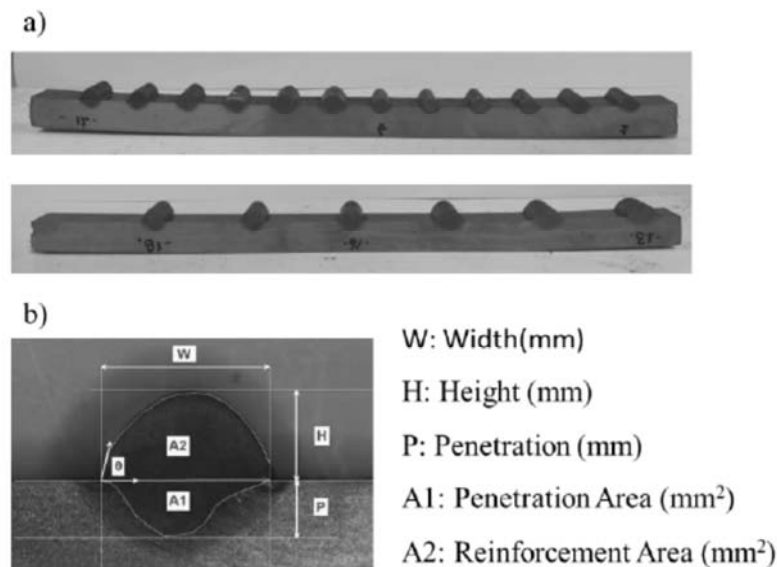 a)
b)
W
H
A2
θ
A1
P
W: Width(mm)
H: Height (mm)
P: Penetration (mm)
A1: Penetration Area (mm²)
A2: Reinforcement Area (mm²)